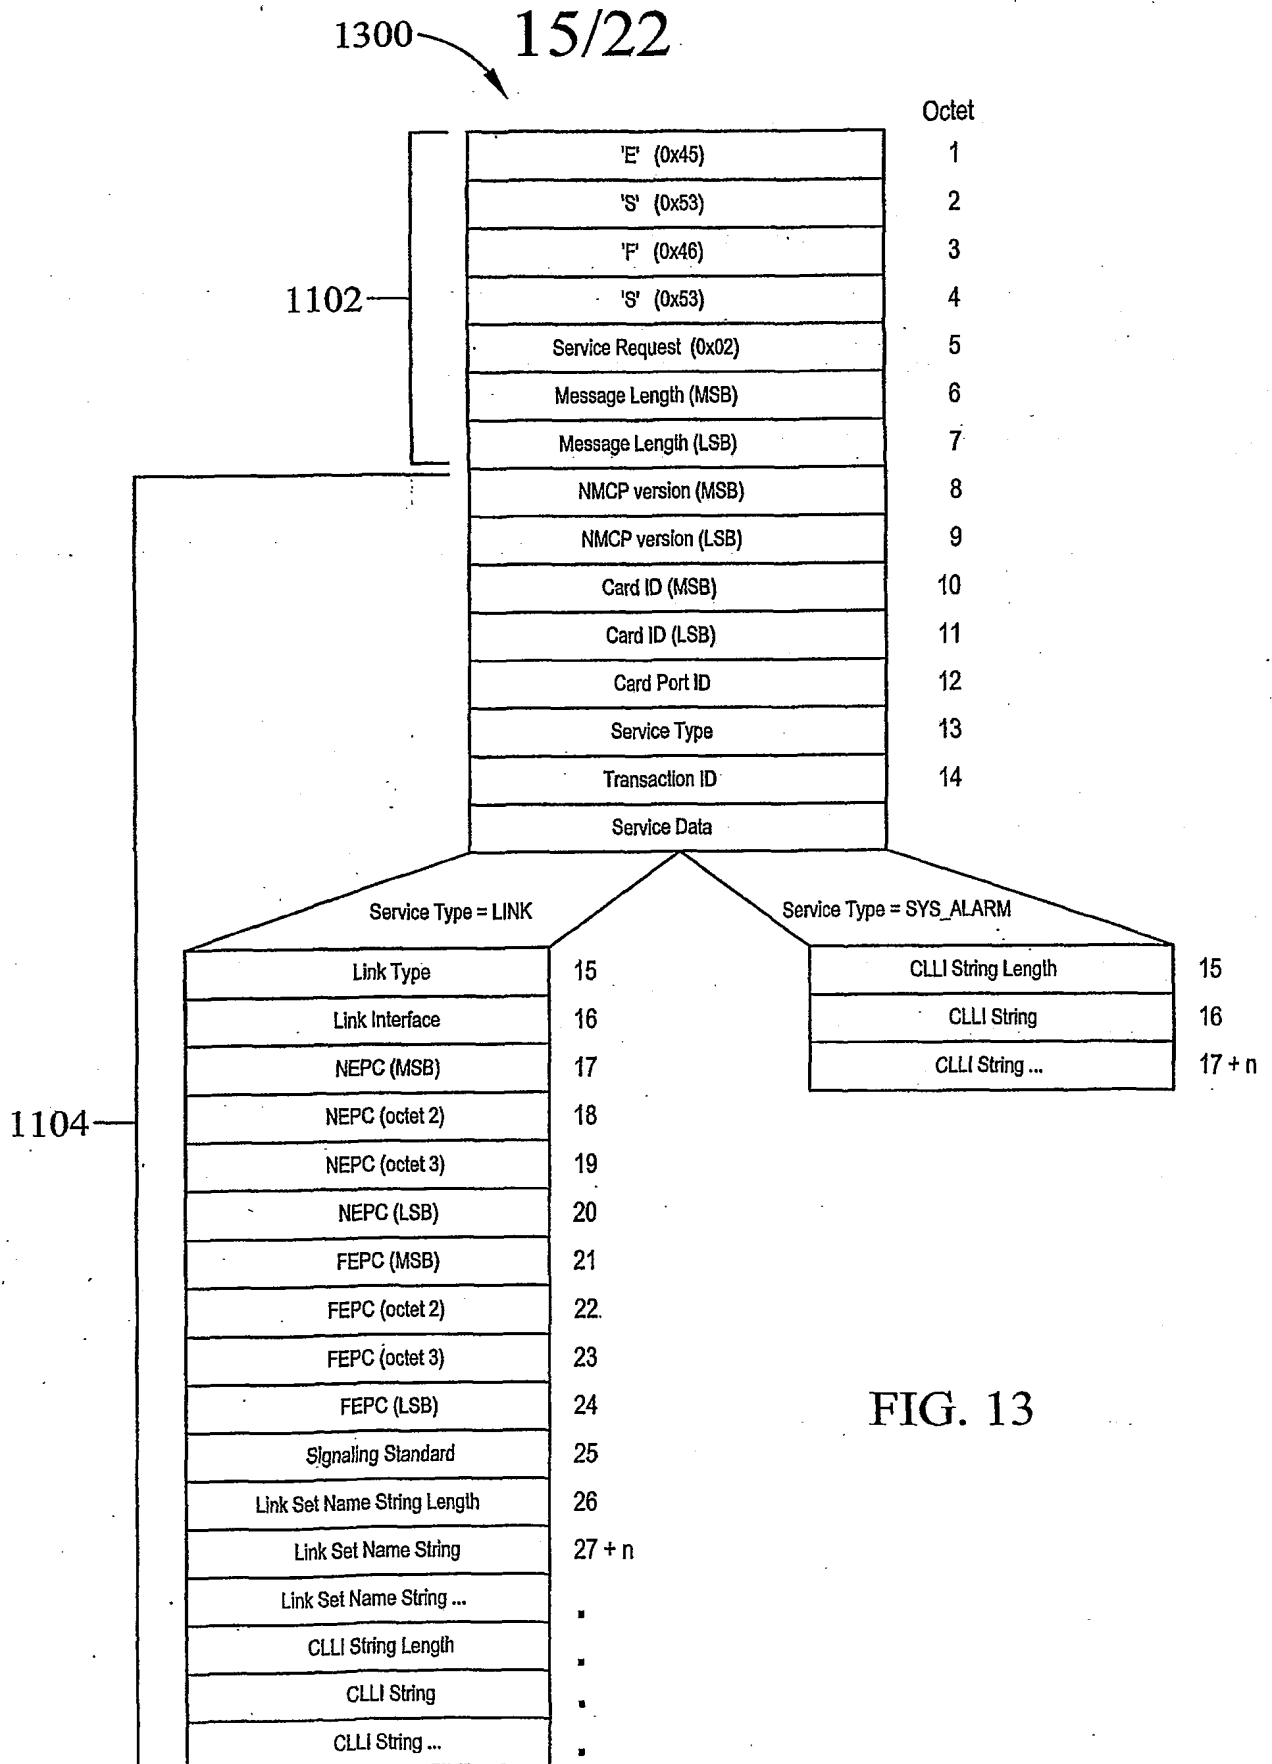 1300 15/22
Octet
'E' (0x45) 1
'S' (0x53) 2
'F' (0x46) 3
1102 'S' (0x53) 4
Service Request (0x02) 5
Message Length (MSB) 6
Message Length (LSB) 7
NMCP version (MSB) 8
NMCP version (LSB) 9
Card ID (MSB) 10
Card ID (LSB) 11
Card Port ID 12
Service Type 13
Transaction ID 14
Service Data
Service Type = LINK
Link Type 15
Link Interface 16
NEPC (MSB) 17
1104 NEPC (octet 2) 18
NEPC (octet 3) 19
NEPC (LSB) 20
FEPC (MSB) 21
FEPC (octet 2) 22
FEPC (octet 3) 23
FEPC (LSB) 24
Signaling Standard 25
Link Set Name String Length 26
Link Set Name String 27 + n
Link Set Name String ... .
CLLI String Length .
CLLI String .
CLLI String ... .
Service Type = SYS_ALARM
CLLI String Length 15
CLLI String 16
CLLI String ... 17 + n
FIG. 13